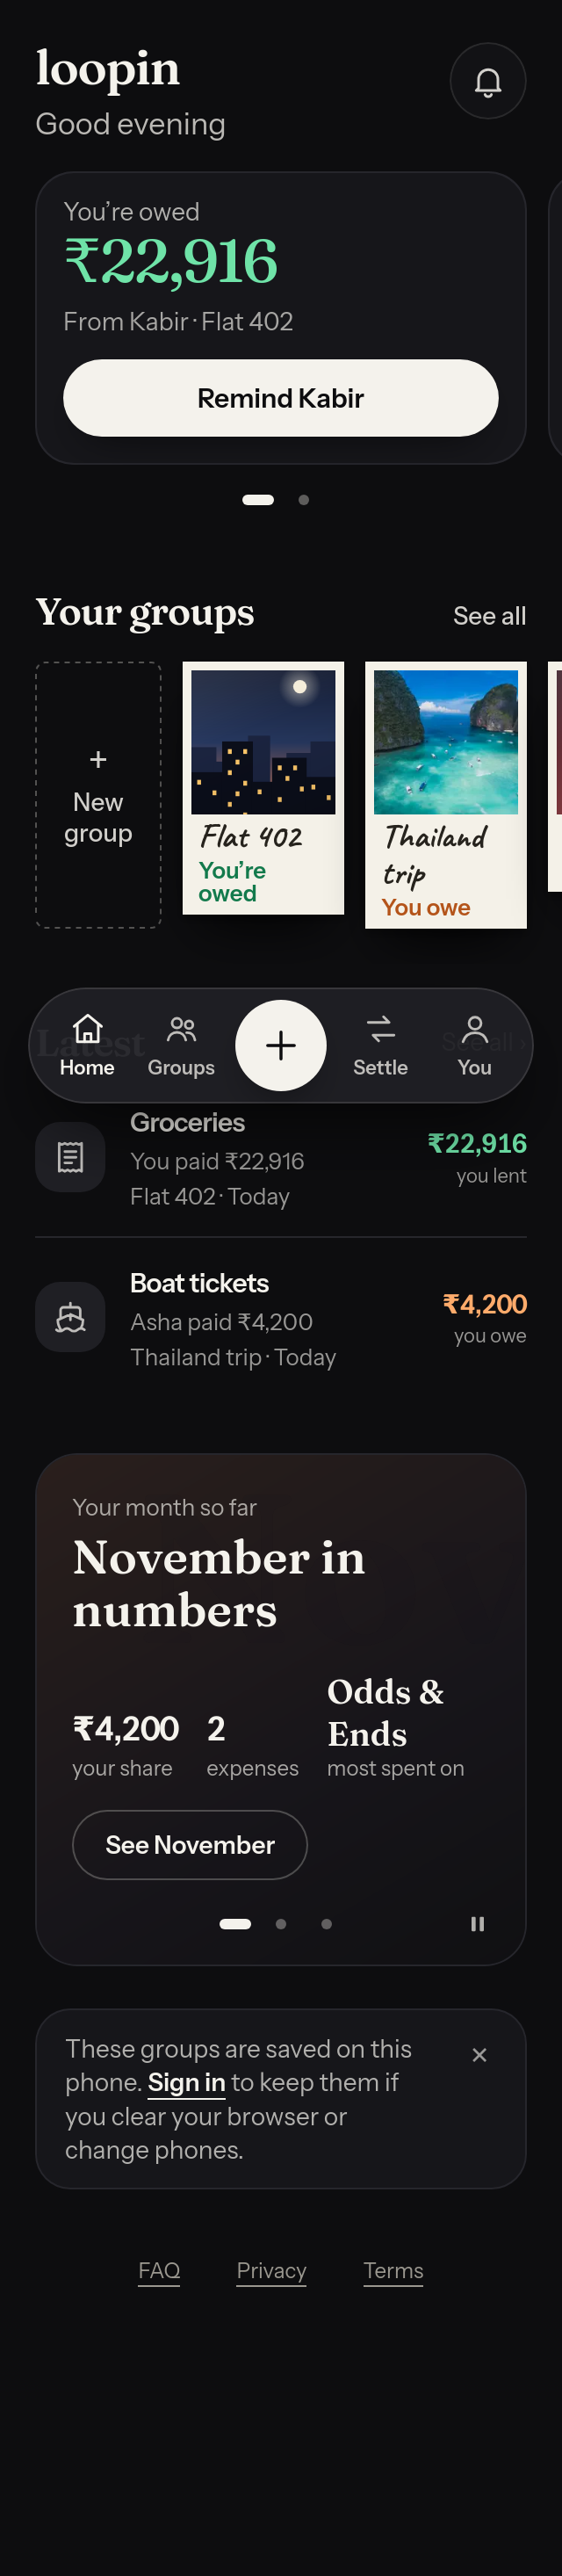 loopin
Good evening
You’re owed
₹22,916
From Kabir · Flat 402
Remind Kabir
Your groups
See all
+
New
group
Flat 402
You’re
owed
Thailand
trip
You owe
Latest
See all ›
Home
Groups
+
Settle
You
Groceries
You paid ₹22,916
Flat 402 · Today
₹22,916
you lent
Boat tickets
Asha paid ₹4,200
Thailand trip · Today
₹4,200
you owe
Your month so far
November in
numbers
₹4,200
your share
2
expenses
Odds &
Ends
most spent on
See November
These groups are saved on this
phone. Sign in to keep them if
you clear your browser or
change phones.
FAQ
Privacy
Terms